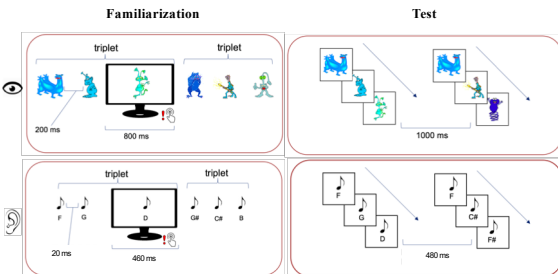 Familiarization Test
triplet triplet
200 ms
800 ms
!
1000 ms
triplet triplet
F G D G# C# B
20 ms
460 ms
!
F F
G C#
D F#
480 ms